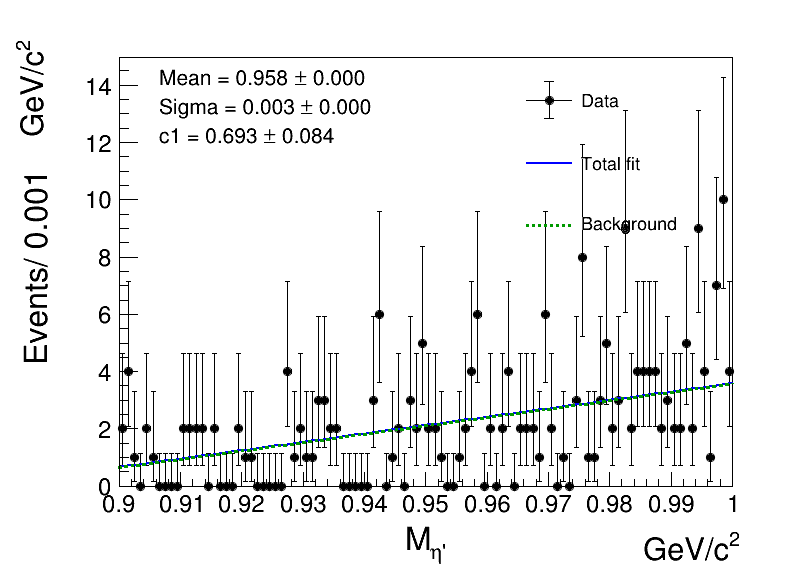 Events/ 0.001 GeV/c²
Mean = 0.958 ± 0.000
Sigma = 0.003 ± 0.000
c1 = 0.693 ± 0.084
Data
Total fit
Background
14
12
10
8
6
4
2
0
0.9 0.91 0.92 0.93 0.94 0.95 0.96 0.97 0.98 0.99 1
M_η'
GeV/c²